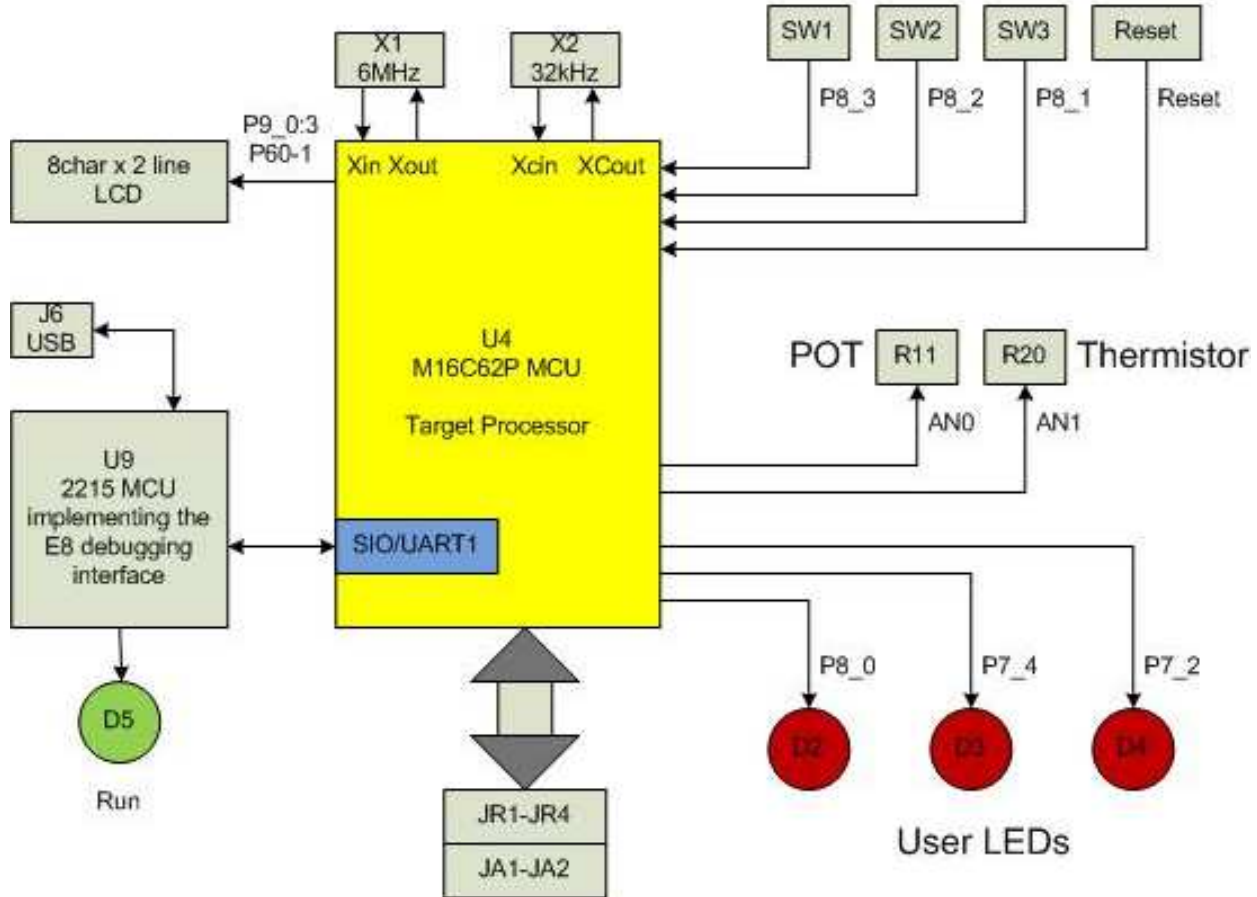 X1
6MHz
X2
32kHz
SW1
SW2
SW3
Reset
P8_3
P8_2
P8_1
Reset
P9_0:3
P60-1
8char x 2 line
LCD
Xin Xout
Xcin XCout
J6
USB
U4
M16C62P MCU
Target Processor
POT
R11
R20
Thermistor
AN0
AN1
U9
2215 MCU
implementing the
E8 debugging
interface
SIO/UART1
P8_0
P7_4
P7_2
D5
Run
D2
D3
D4
User LEDs
JR1-JR4
JA1-JA2